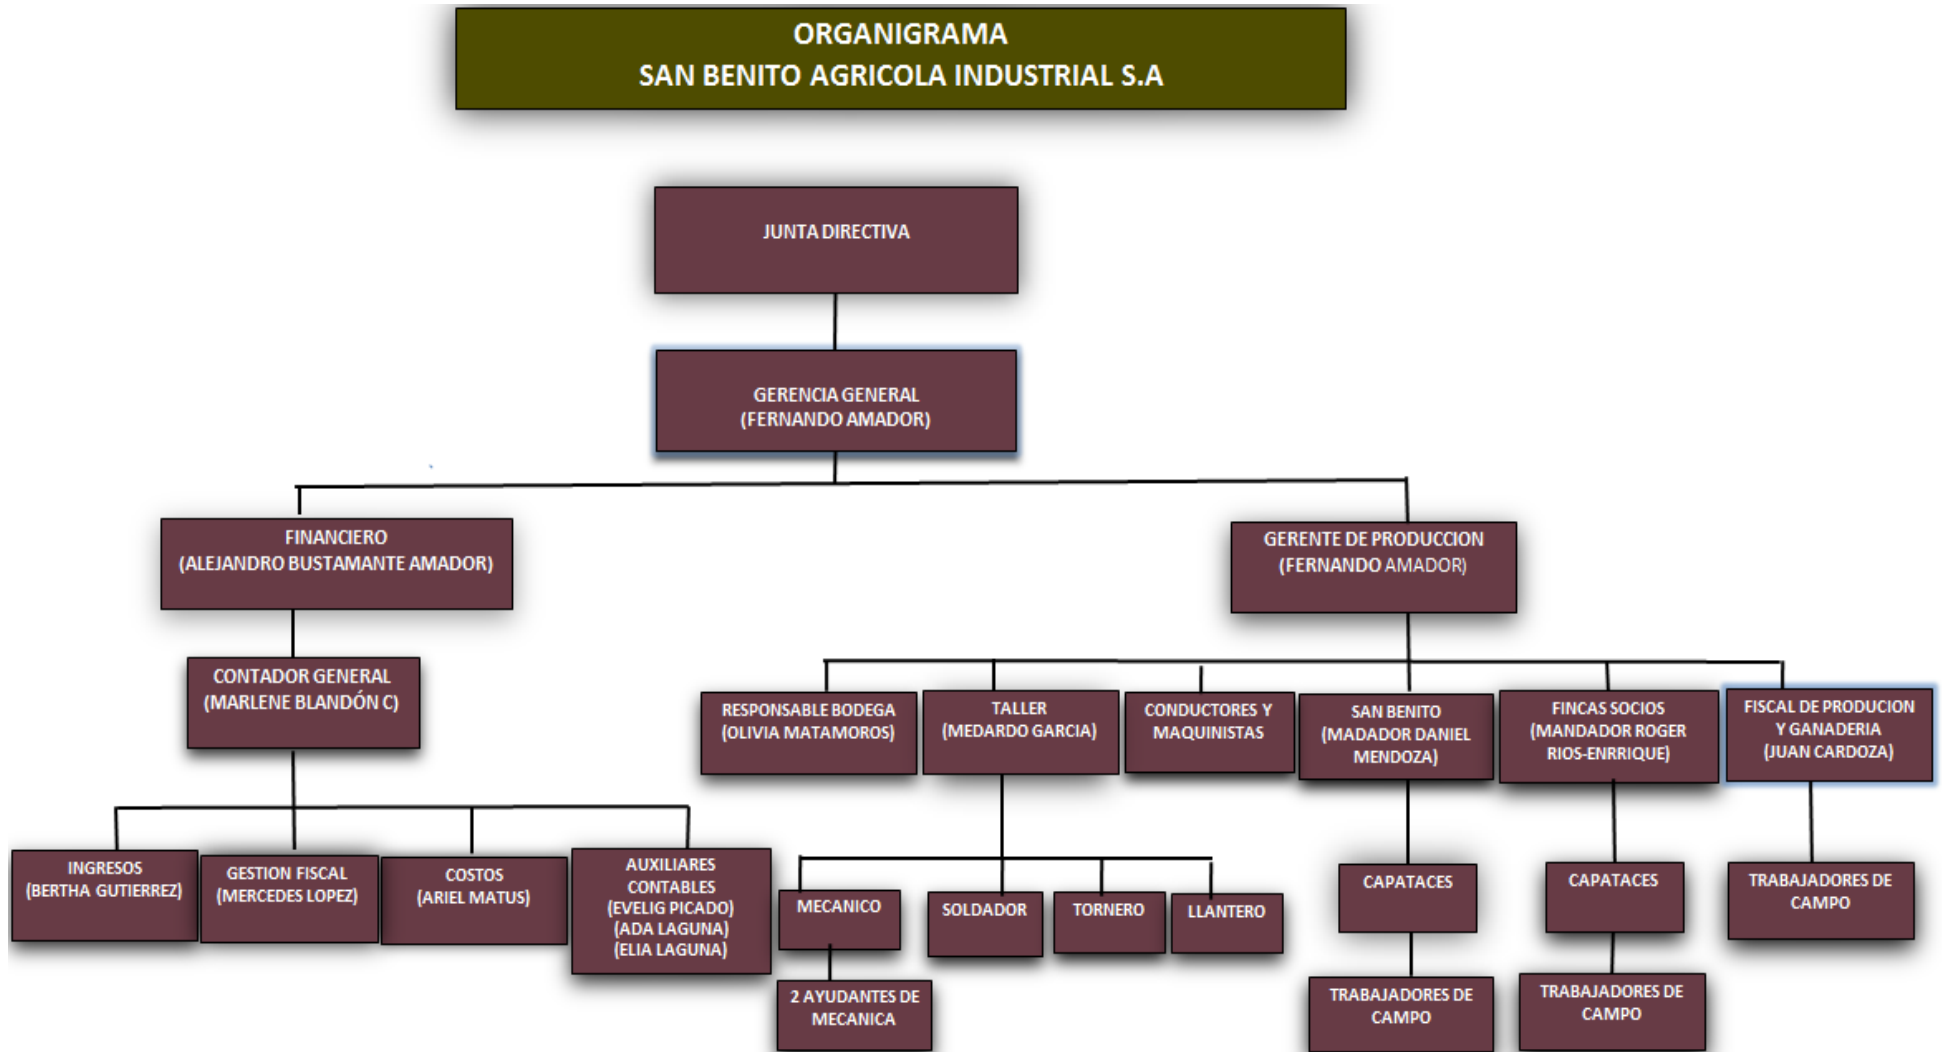 ORGANIGRAMA
SAN BENITO AGRICOLA INDUSTRIAL S.A
JUNTA DIRECTIVA
GERENCIA GENERAL
(FERNANDO AMADOR)
FINANCIERO
(ALEJANDRO BUSTAMANTE AMADOR)
GERENTE DE PRODUCCION
(FERNANDO AMADOR)
CONTADOR GENERAL
(MARLENE BLANDÓN C)
RESPONSABLE BODEGA
(OLIVIA MATAMOROS)
TALLER
(MEDARDO GARCIA)
CONDUCTORES Y
MAQUINISTAS
SAN BENITO
(MADADOR DANIEL
MENDOZA)
FINCAS SOCIOS
(MANDADOR ROGER
RIOS-ENRRIQUE)
FISCAL DE PRODUCION
Y GANADERIA
(JUAN CARDOZA)
INGRESOS
(BERTHA GUTIERREZ)
GESTION FISCAL
(MERCEDES LOPEZ)
COSTOS
(ARIEL MATUS)
AUXILIARES
CONTABLES
(EVELIG PICADO)
(ADA LAGUNA)
(ELIA LAGUNA)
MECANICO
SOLDADOR
TORNERO
LLANTERO
CAPATACES
CAPATACES
TRABAJADORES DE
CAMPO
2 AYUDANTES DE
MECANICA
TRABAJADORES DE
CAMPO
TRABAJADORES DE
CAMPO